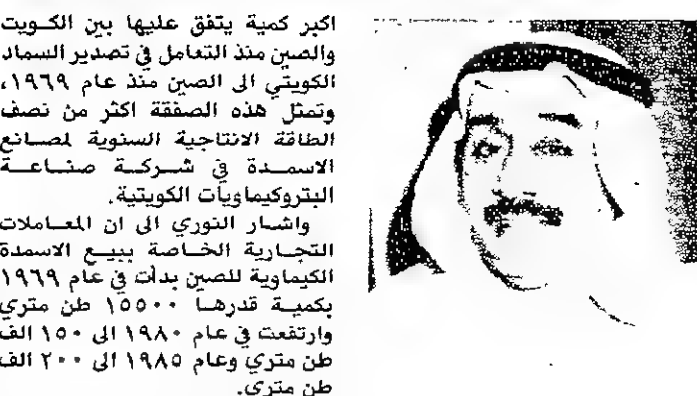 اكبر كمية يتفق عليها بين الكويت
والصين منذ التعامل في تصدير السماد
الكويتي الى الصين منذ عام ١٩٦٩،
وتمثل هذه الصفقة اكثر من نصف
الطاقة الانتاجية السنوية لمصانع
الاسمدة في شركة صناعة
البتروكيماويات الكويتية.
واشار النوري الى ان المعاملات
التجارية الخاصة ببيع الاسمدة
الكيماوية للصين بدأت في عام ١٩٦٩
بكمية قدرها ١٥٥٠٠ طن متري
وارتفعت في عام ١٩٨٠ الى ١٥٠ الف
طن متري وعام ١٩٨٥ الى ٢٠٠ الف
طن متري.